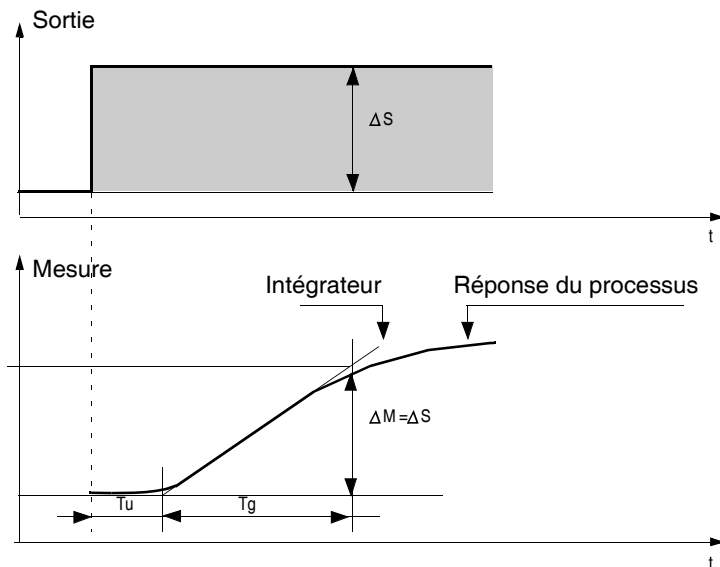 Sortie
ΔS
t
Mesure
Intégrateur
Réponse du processus
ΔM=ΔS
Tu
Tg
t